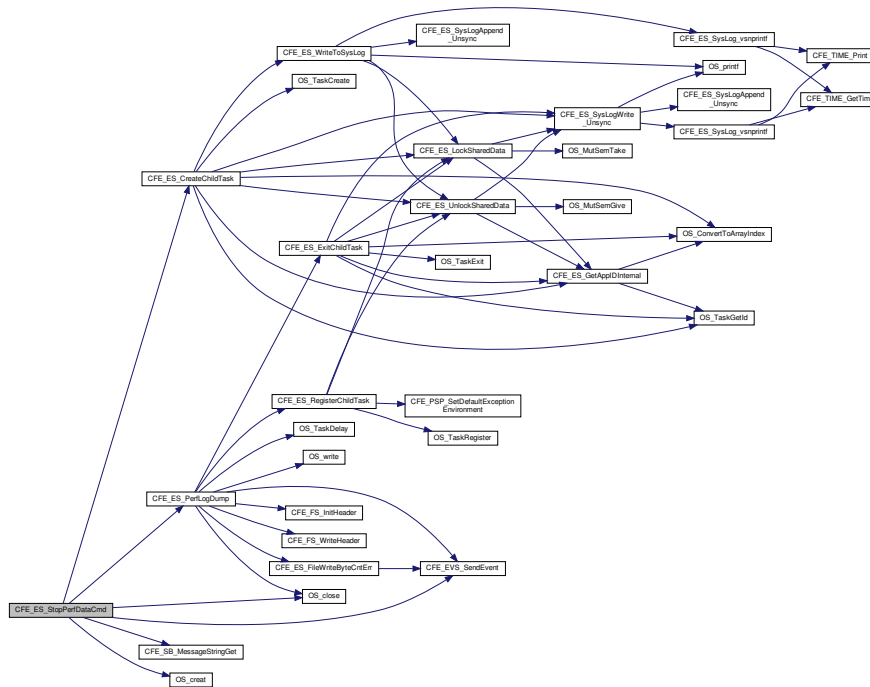 CFE_ES_SysLogAppend
_Unsync
CFE_ES_SysLog_vsnprintf
CFE_ES_WriteToSysLog
CFE_TIME_Print
OS_printf
OS_TaskCreate
CFE_ES_SysLogAppend
_Unsync
CFE_TIME_GetTime
CFE_ES_SysLogWrite
_Unsync
CFE_ES_SysLog_vsnprintf
CFE_ES_LockSharedData
OS_MutSemTake
CFE_ES_CreateChildTask
CFE_ES_UnlockSharedData
OS_MutSemGive
OS_ConvertToArrayIndex
CFE_ES_ExitChildTask
OS_TaskExit
CFE_ES_GetAppIDInternal
OS_TaskGetId
CFE_ES_RegisterChildTask
CFE_PSP_SetDefaultException
Environment
OS_TaskDelay
OS_TaskRegister
OS_write
CFE_ES_PerfLogDump
CFE_FS_InitHeader
CFE_FS_WriteHeader
CFE_ES_FileWriteByteCntErr
CFE_EVS_SendEvent
OS_close
CFE_ES_StopPerfDataCmd
CFE_SB_MessageStringGet
OS_creat